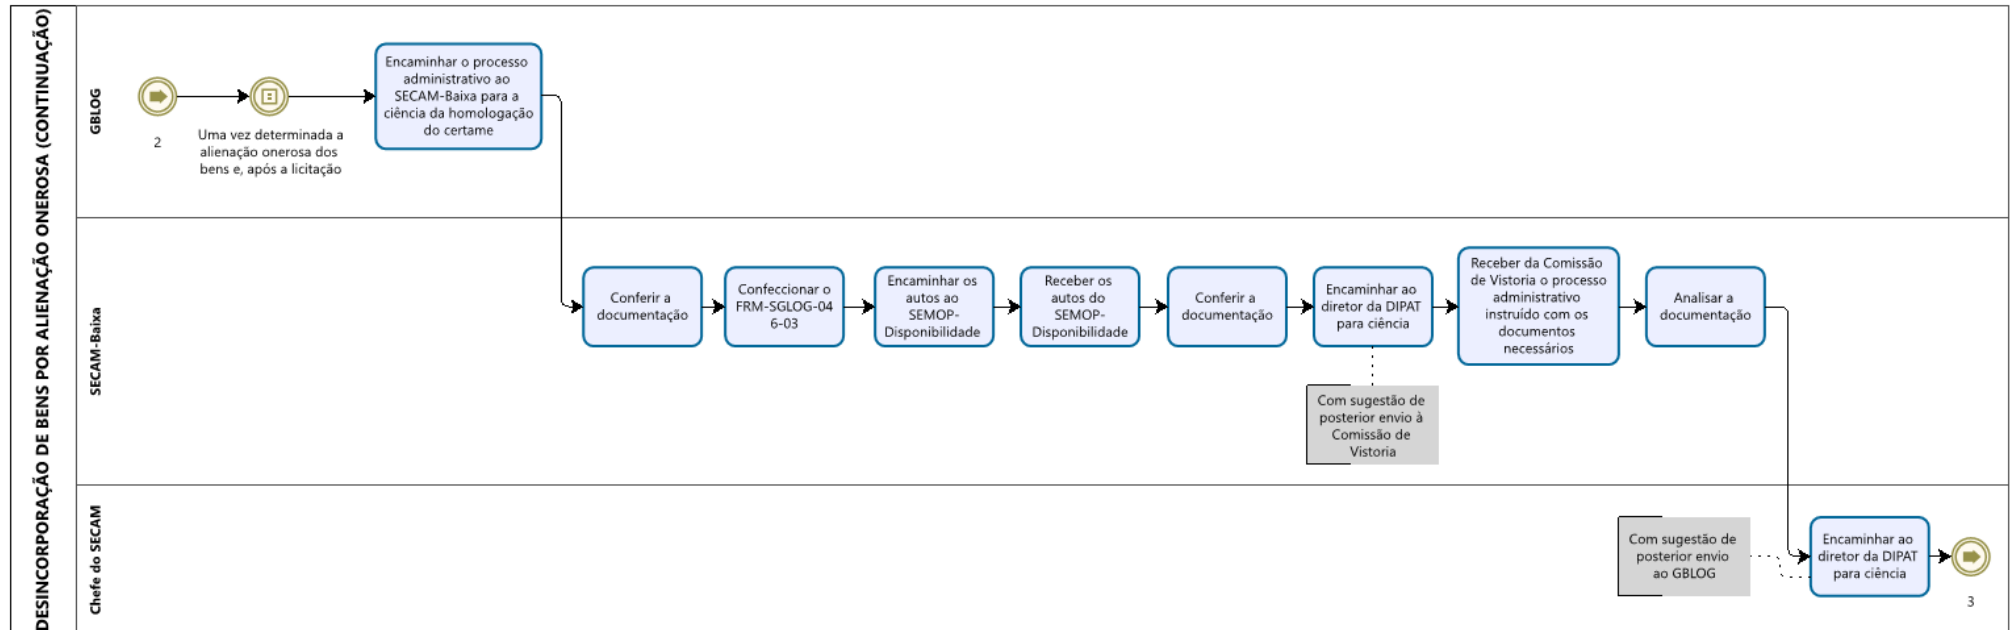 DESINCORPORAÇÃO DE BENS POR ALIENAÇÃO ONEROSA (CONTINUAÇÃO)
GBLOG
2
Uma vez determinada a
alienação onerosa dos
bens e, após a licitação
Encaminhar o processo
administrativo ao
SECAM-Baixa para a
ciência da homologação
do certame
SECAM-Baixa
Conferir a
documentação
Confeccionar o
FRM-SGLOG-04
6-03
Encaminhar os
autos ao
SEMOP-
Disponibilidade
Receber os
autos do
SEMOP-
Disponibilidade
Conferir a
documentação
Encaminhar ao
diretor da DIPAT
para ciência
Com sugestão de
posterior envio à
Comissão de
Vistoria
Receber da Comissão
de Vistoria o processo
administrativo
instruído com os
documentos
necessários
Analisar a
documentação
Chefe do SECAM
Com sugestão de
posterior envio
ao GBLOG
Encaminhar ao
diretor da DIPAT
para ciência
3